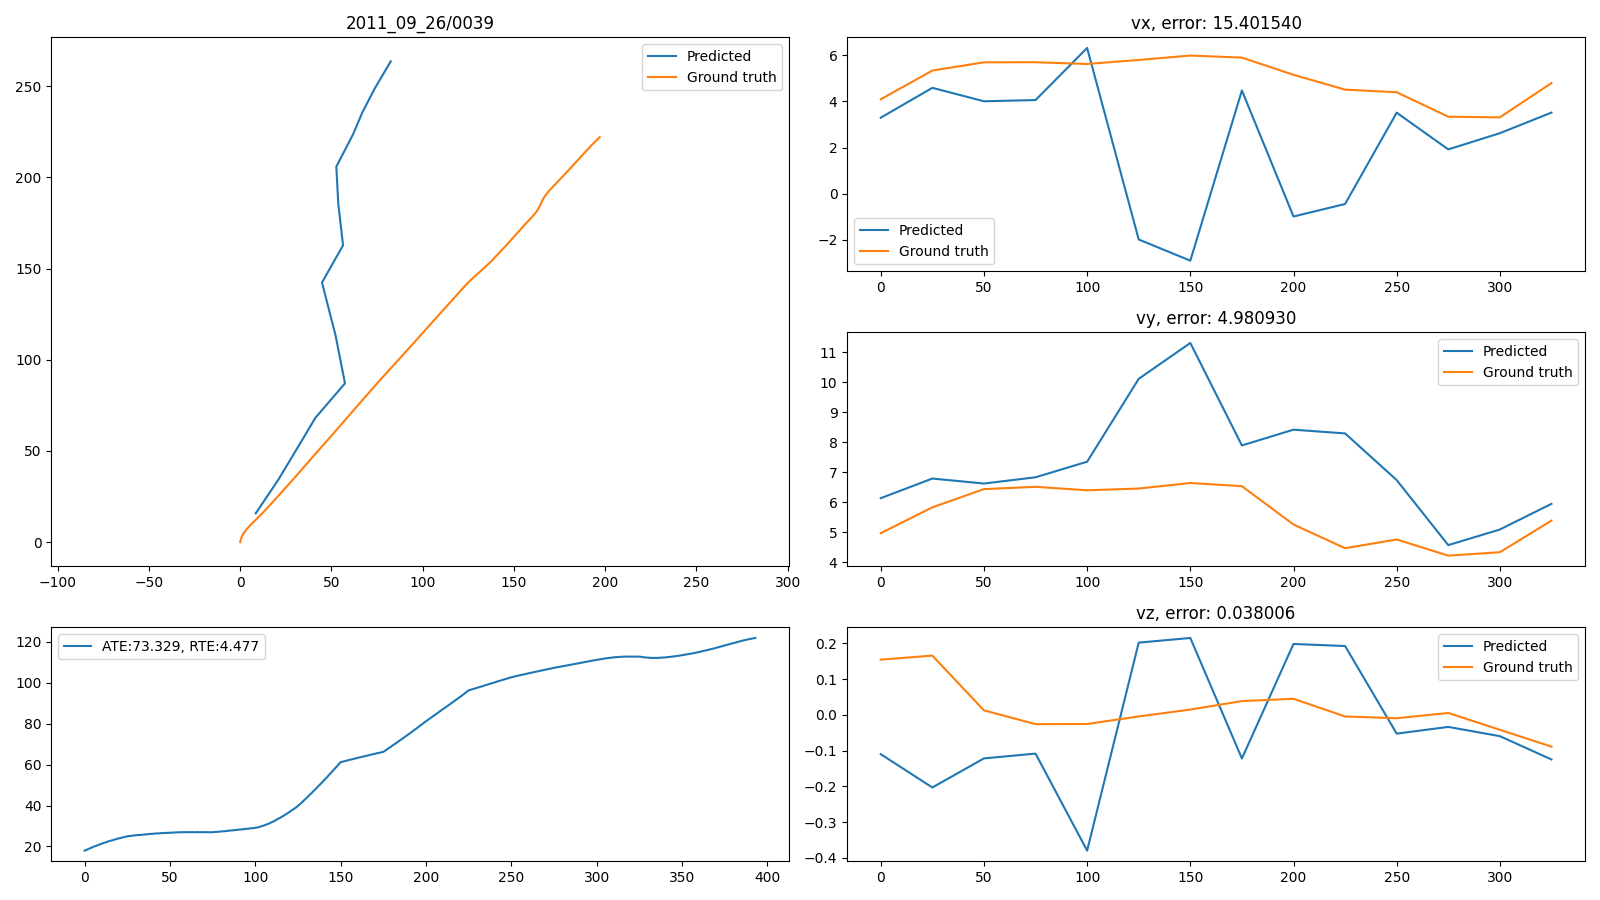 2011_09_26/0039
Predicted
Ground truth
250
200
150
100
50
0
−100 −50 0 50 100 150 200 250 300
ATE:73.329, RTE:4.477
120
100
80
60
40
20
0 50 100 150 200 250 300 350 400
vx, error: 15.401540
6
4
2
0
−2
Predicted
Ground truth
0 50 100 150 200 250 300
vy, error: 4.980930
Predicted
Ground truth
11
10
9
8
7
6
5
4
0 50 100 150 200 250 300
vz, error: 0.038006
Predicted
Ground truth
0.2
0.1
0.0
−0.1
−0.2
−0.3
−0.4
0 50 100 150 200 250 300